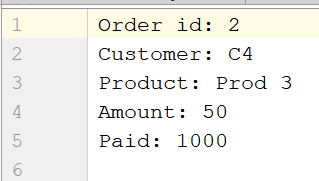 1 Order id: 2
2 Customer: C4
3 Product: Prod 3
4 Amount: 50
5 Paid: 1000
6